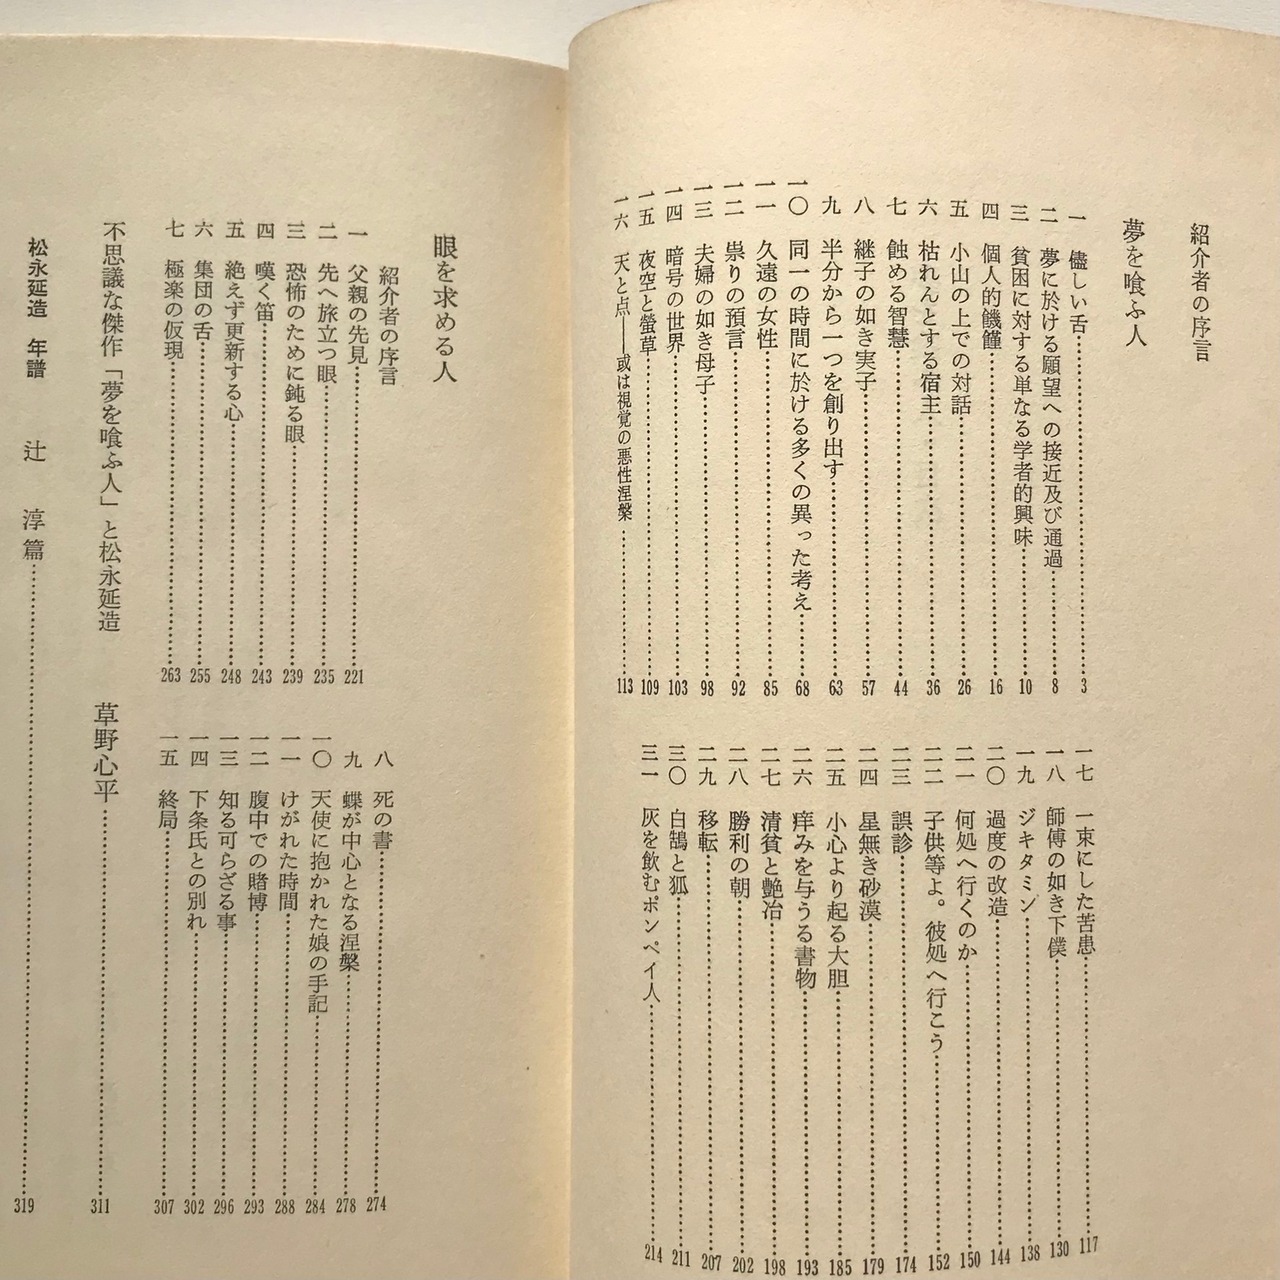 紹介者の序言
夢を喰ふ人
一 儘しい舌……3
二 夢に於ける願望への接近及び通過……8
三 貧困に対する単なる学者的興味……10
四 個人的饑饉……16
五 小山の上での対話……26
六 枯れんとする宿主……36
七 蝕める智慧……44
八 継子の如き実子……57
九 半分から一つを創り出す……63
一〇 同一の時間に於ける多くの異った考え……68
一一 久遠の女性……85
一二 祟りの預言……92
一三 夫婦の如き母子……98
一四 暗号の世界……103
一五 夜空と螢草……109
一六 天と点——或は視覚の悪性涅槃……113
一七 一束にした苦患……117
一八 師傅の如き下僕……130
一九 ジキタミン……138
二〇 過度の改造……144
二一 何処へ行くのか……150
二二 子供等よ。彼処へ行こう……152
二三 誤診……174
二四 星無き砂漠……179
二五 小心より起る大胆……185
二六 痒みを与うる書物……193
二七 清貧と艶冶……198
二八 勝利の朝……202
二九 移転……207
三〇 白鵠と狐……211
三一 灰を飲むポンペイ人……214
眼を求める人
紹介者の序言
一 父親の先見……221
二 先へ旅立つ眼……235
三 恐怖のために鈍る眼……239
四 嘆く笛……243
五 絶えず更新する心……248
六 集団の舌……255
七 極楽の仮現……263
八 死の書……274
九 蝶が中心となる涅槃……278
一〇 天使に抱かれた娘の手記……284
一一 けがれた時間……288
一二 腹中での賭博……293
一三 知る可らざる事……296
一四 下条氏との別れ……302
一五 終局……307
不思議な傑作「夢を喰ふ人」と松永延造 草野心平……311
松永延造 年譜 辻 淳篇……319